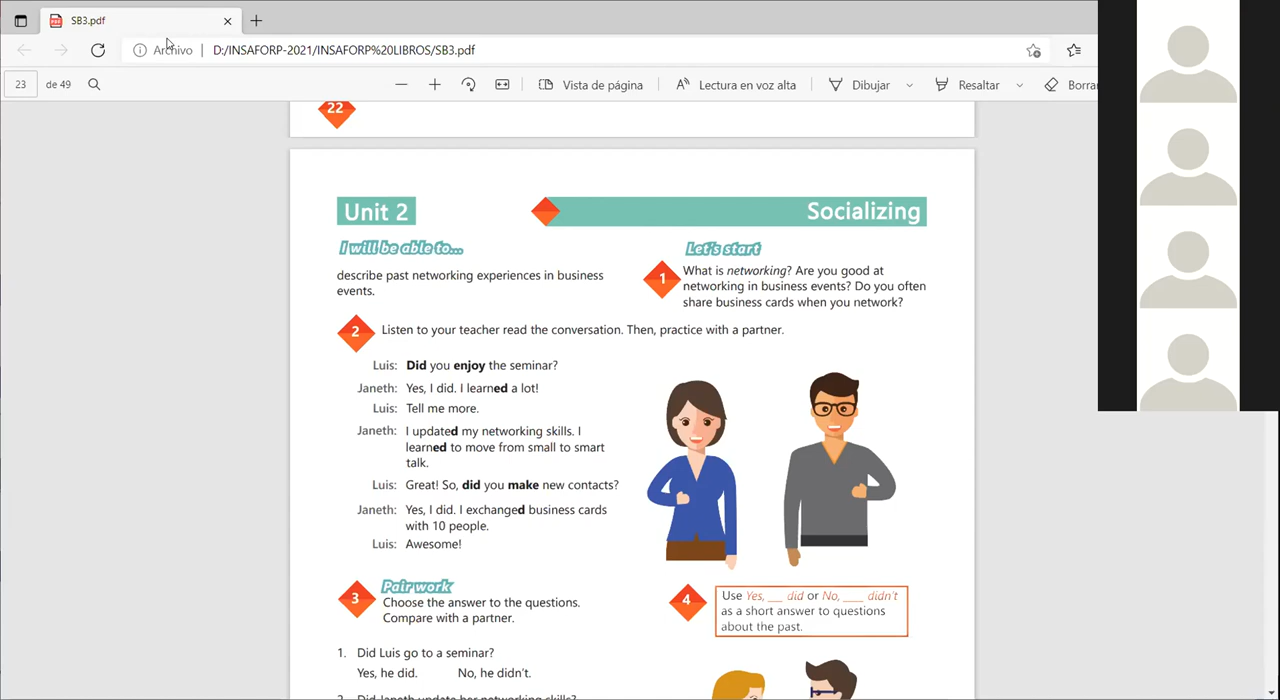 SB3.pdf
Archivo | D:/INSAFORP-2021/INSAFORP%20LIBROS/SB3.pdf
23 de 49
Vista de página
Lectura en voz alta
Dibujar
Resaltar
Borrar
22
Unit 2
Socializing
I will be able to...
describe past networking experiences in business
events.
Let's start
1
What is networking? Are you good at
networking in business events? Do you often
share business cards when you network?
2
Listen to your teacher read the conversation. Then, practice with a partner.
Luis: Did you enjoy the seminar?
Janeth: Yes, I did. I learned a lot!
Luis: Tell me more.
Janeth: I updated my networking skills. I
learned to move from small to smart
talk.
Luis: Great! So, did you make new contacts?
Janeth: Yes, I did. I exchanged business cards
with 10 people.
Luis: Awesome!
3
Pair work
Choose the answer to the questions.
Compare with a partner.
1. Did Luis go to a seminar?
Yes, he did. No, he didn't.
2. Did Janeth update her networking skills?
4
Use Yes, ___ did or No, ____ didn't
as a short answer to questions
about the past.